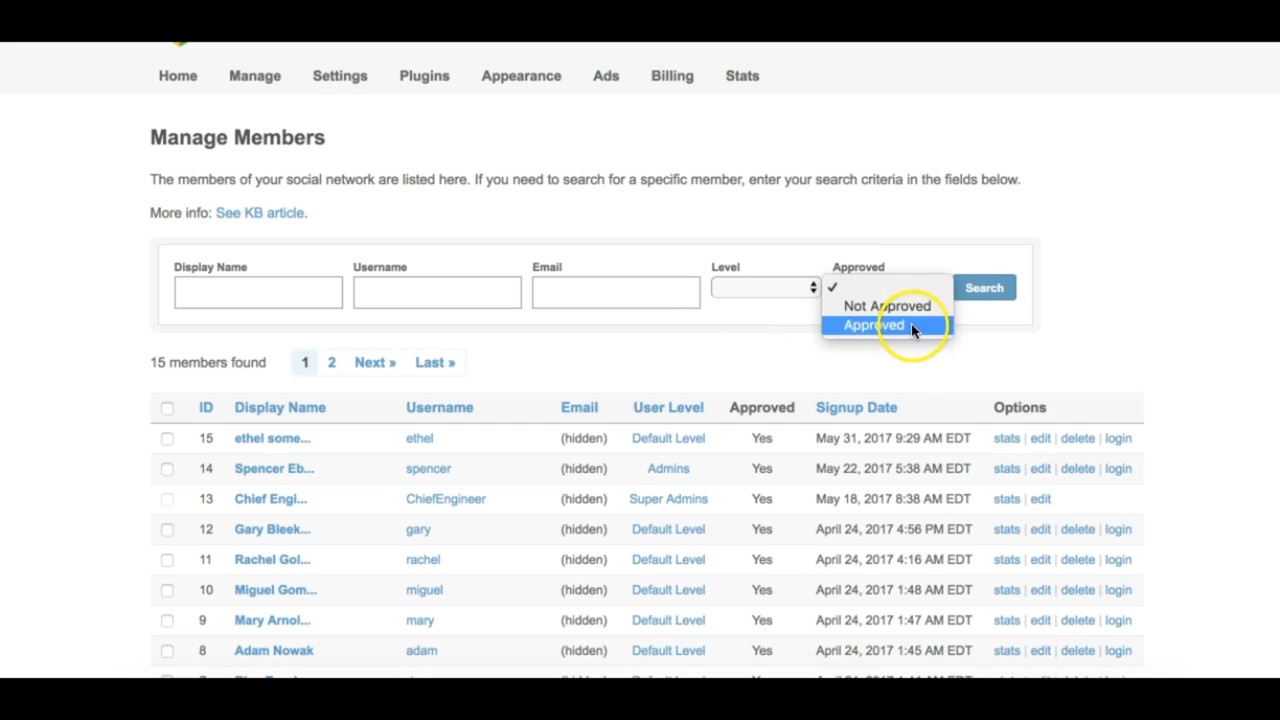 Home Manage Settings Plugins Appearance Ads Billing Stats
Manage Members
The members of your social network are listed here. If you need to search for a specific member, enter your search criteria in the fields below.
More info: See KB article.
Display Name Username Email Level Approved
✓
Search
Not Approved
Approved
15 members found 1 2 Next » Last »
ID Display Name Username Email User Level Approved Signup Date Options
15 ethel some... ethel (hidden) Default Level Yes May 31, 2017 9:29 AM EDT stats | edit | delete | login
14 Spencer Eb... spencer (hidden) Admins Yes May 22, 2017 5:38 AM EDT stats | edit | delete | login
13 Chief Engi... ChiefEngineer (hidden) Super Admins Yes May 18, 2017 8:38 AM EDT stats | edit
12 Gary Bleek... gary (hidden) Default Level Yes April 24, 2017 4:56 PM EDT stats | edit | delete | login
11 Rachel Gol... rachel (hidden) Default Level Yes April 24, 2017 4:16 AM EDT stats | edit | delete | login
10 Miguel Gom... miguel (hidden) Default Level Yes April 24, 2017 1:48 AM EDT stats | edit | delete | login
9 Mary Arnol... mary (hidden) Default Level Yes April 24, 2017 1:47 AM EDT stats | edit | delete | login
8 Adam Nowak adam (hidden) Default Level Yes April 24, 2017 1:45 AM EDT stats | edit | delete | login